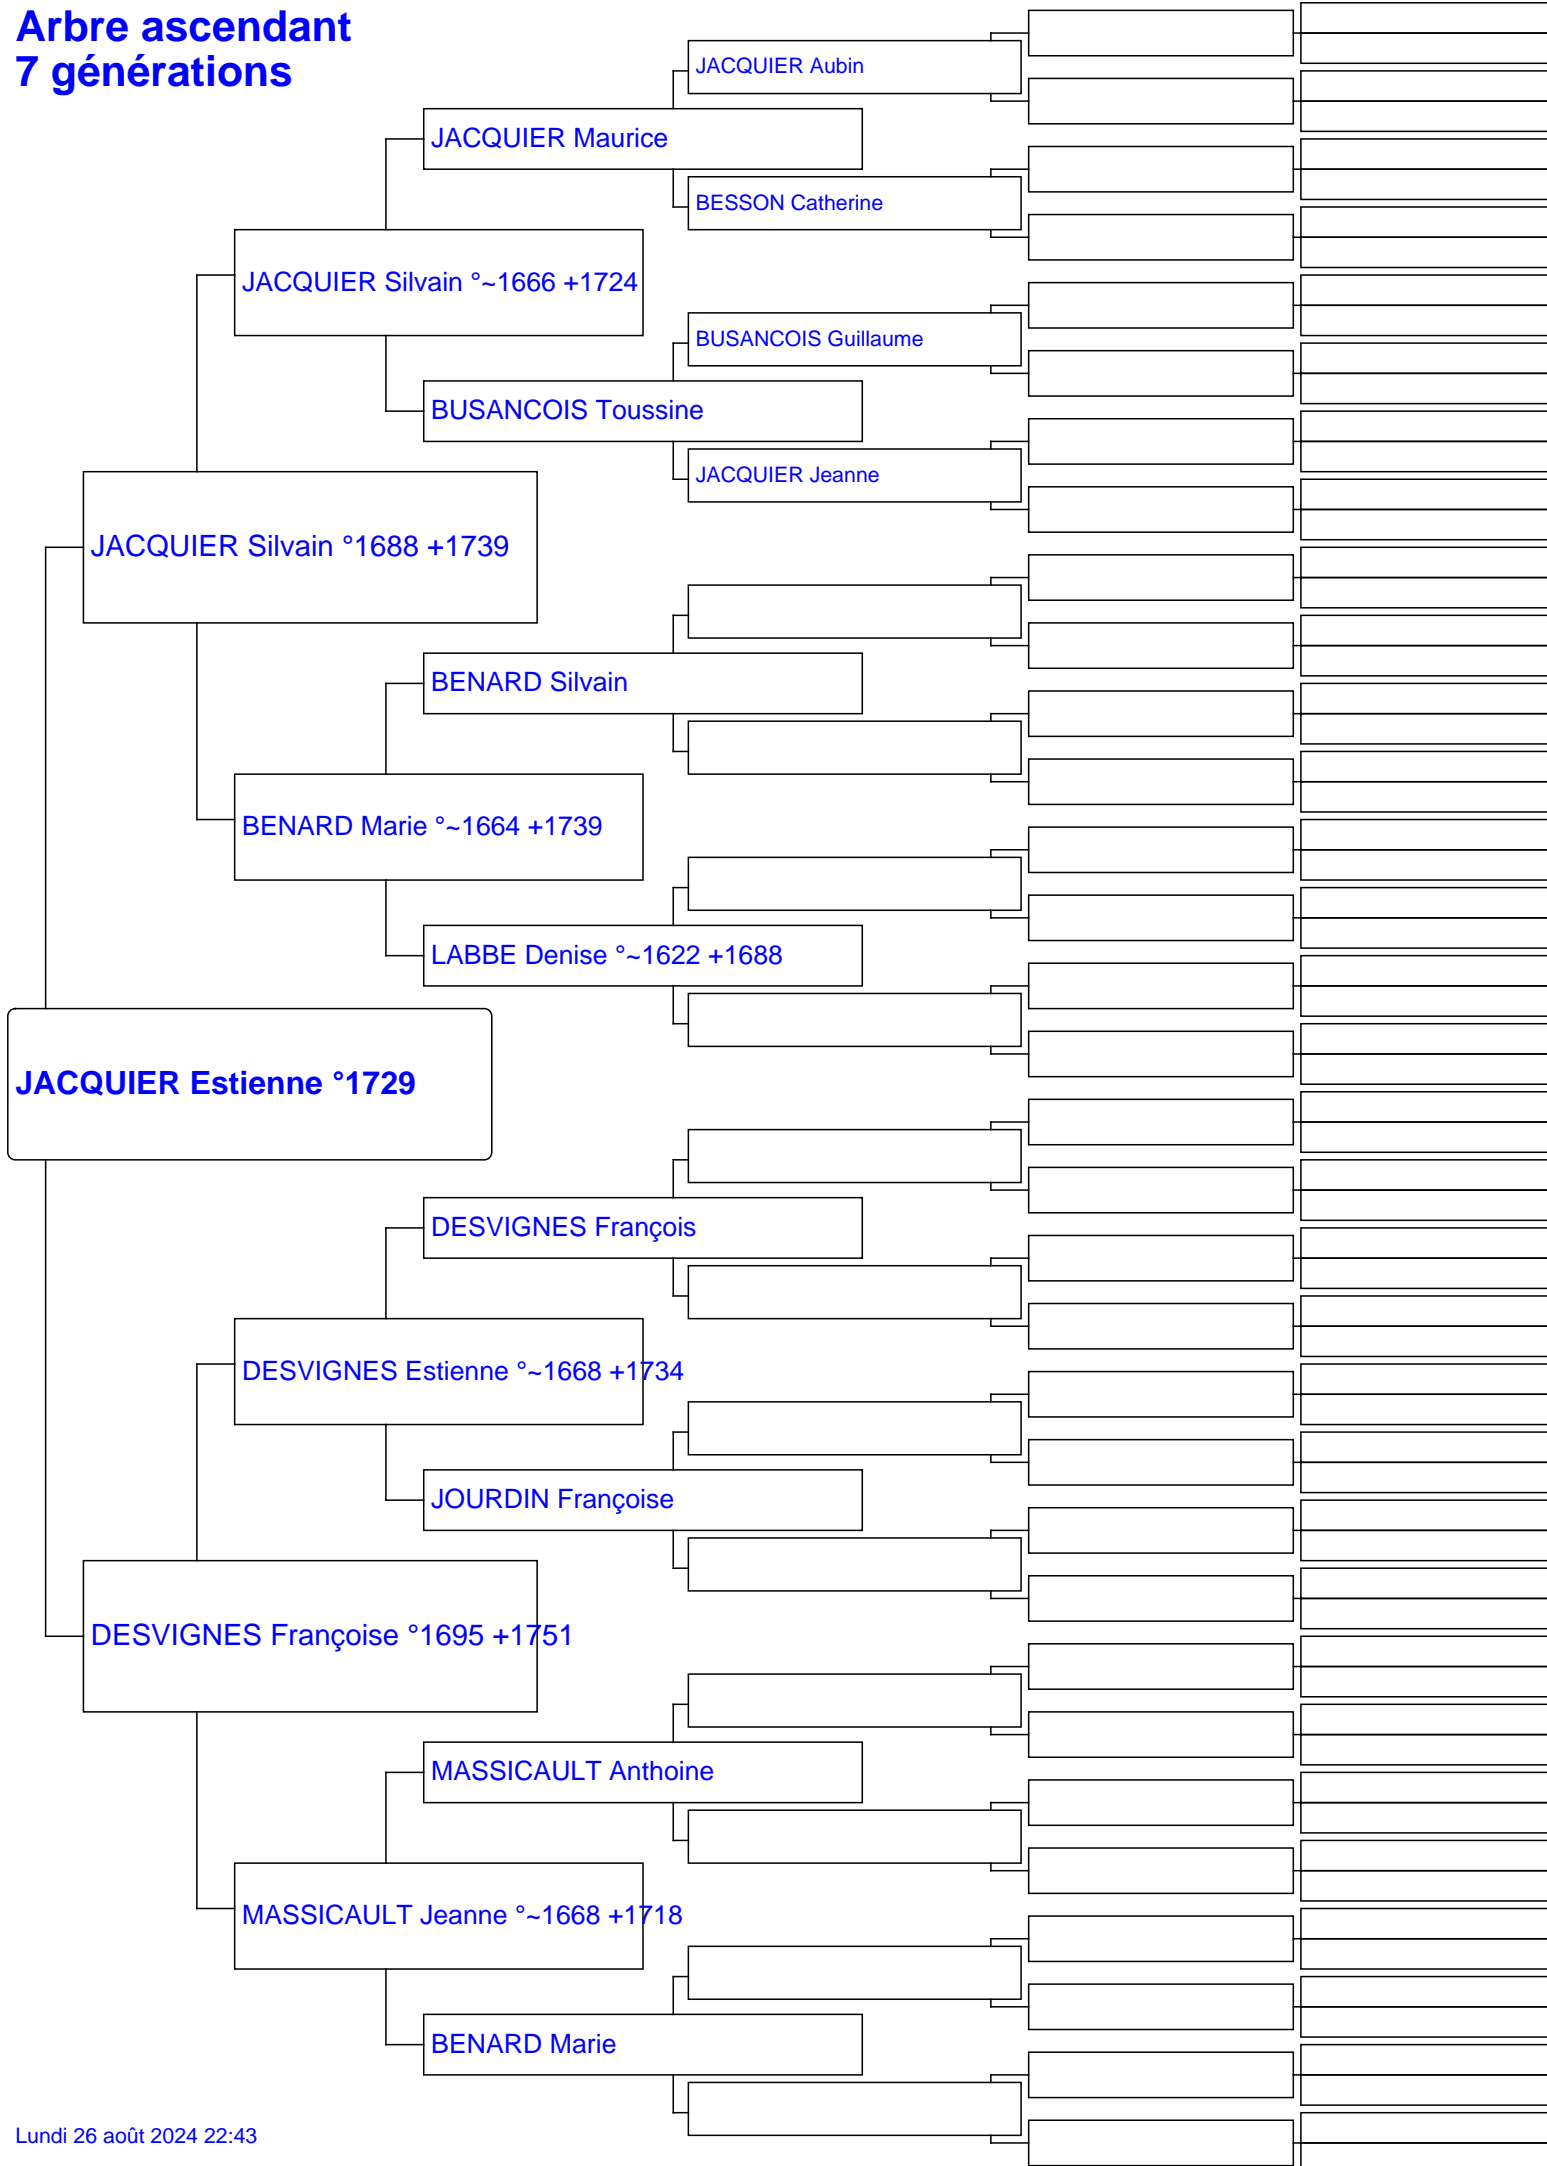 Arbre ascendant
7 générations
JACQUIER Aubin
JACQUIER Maurice
BESSON Catherine
JACQUIER Silvain °~1666 +1724
BUSANCOIS Guillaume
BUSANCOIS Toussine
JACQUIER Jeanne
JACQUIER Silvain °1688 +1739
BENARD Silvain
BENARD Marie °~1664 +1739
LABBE Denise °~1622 +1688
JACQUIER Estienne °1729
DESVIGNES François
DESVIGNES Estienne °~1668 +1734
JOURDIN Françoise
DESVIGNES Françoise °1695 +1751
MASSICAULT Anthoine
MASSICAULT Jeanne °~1668 +1718
BENARD Marie
Lundi 26 août 2024 22:43